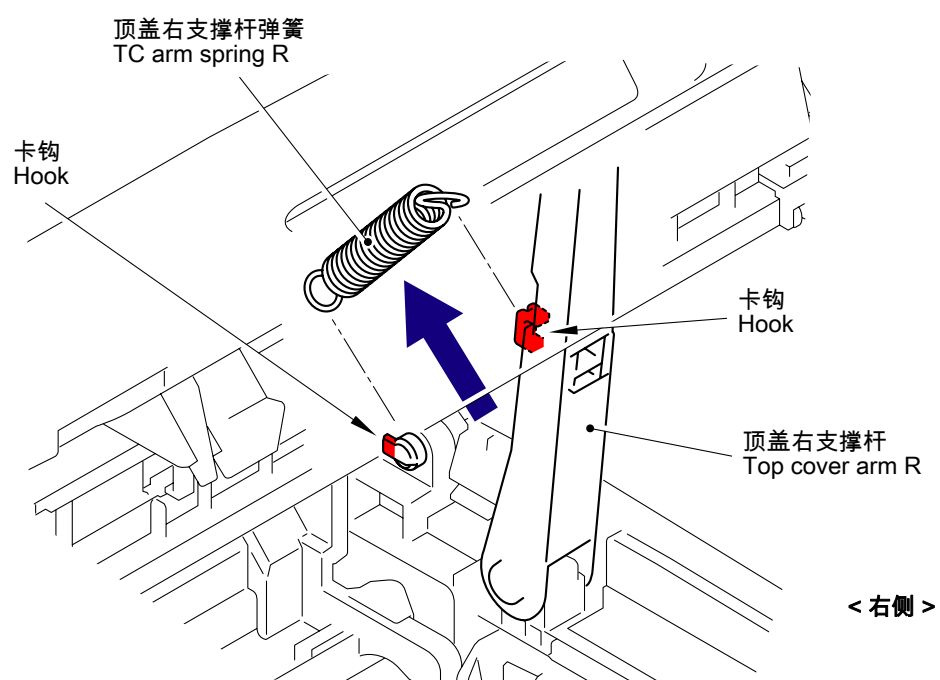 顶盖右支撑杆弹簧
TC arm spring R
卡钩
Hook
卡钩
Hook
顶盖右支撑杆
Top cover arm R
< 右侧 >